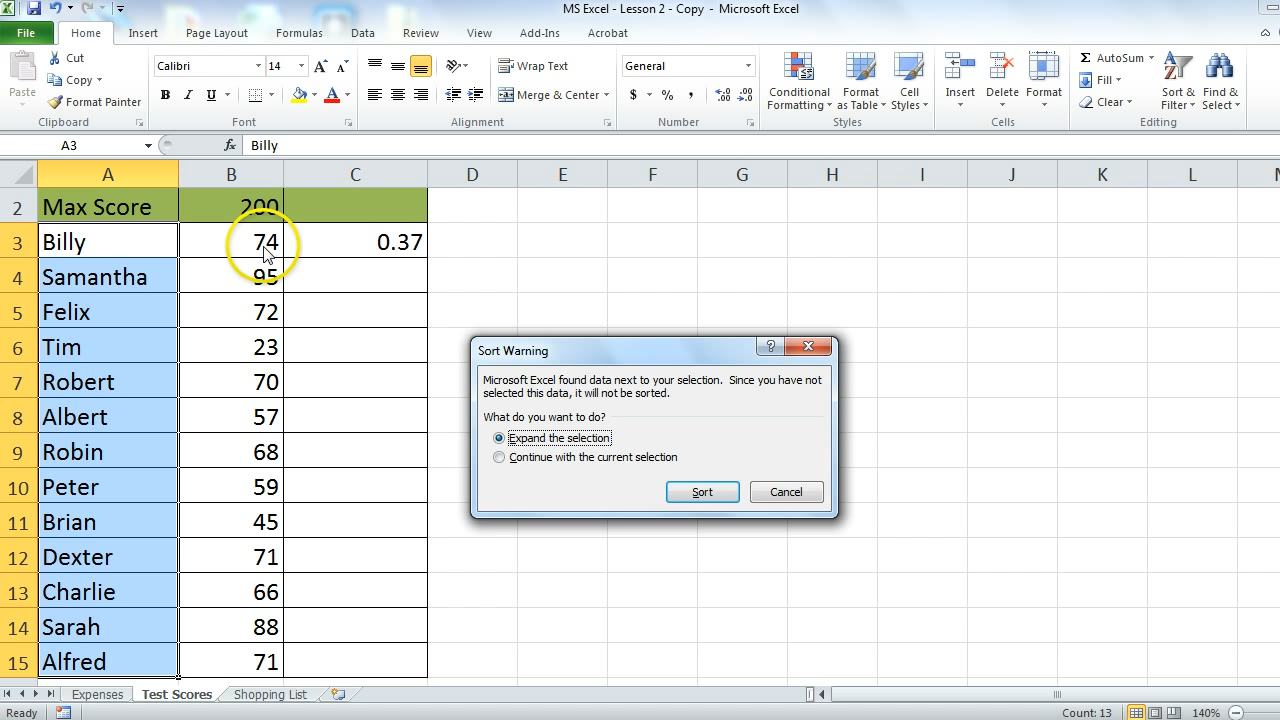 MS Excel - Lesson 2 - Copy - Microsoft Excel
File Home Insert Page Layout Formulas Data Review View Add-Ins Acrobat
Paste
Cut
Copy
Format Painter
Clipboard
Calibri 14
B I U
Font
Wrap Text
Merge & Center
Alignment
General
$ % ,
Number
Conditional Formatting
Format as Table
Cell Styles
Styles
Insert
Delete
Format
Cells
AutoSum
Fill
Clear
Sort & Filter
Find & Select
Editing
A3 fx Billy
A B C D E F G H I J K L
2 Max Score 200
3 Billy 74 0.37
4 Samantha 95
5 Felix 72
6 Tim 23
7 Robert 70
8 Albert 57
9 Robin 68
10 Peter 59
11 Brian 45
12 Dexter 71
13 Charlie 66
14 Sarah 88
15 Alfred 71
Sort Warning
Microsoft Excel found data next to your selection. Since you have not
selected this data, it will not be sorted.
What do you want to do?
Expand the selection
Continue with the current selection
Sort Cancel
Expenses Test Scores Shopping List
Ready Count: 13 140%